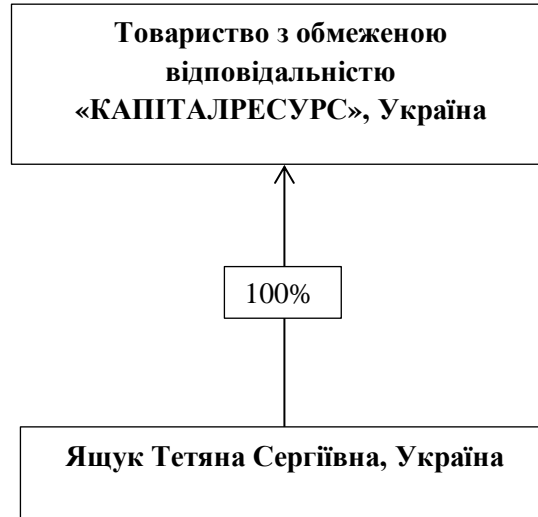 Товариство з обмеженою
відповідальністю
«КАПІТАЛРЕСУРС», Україна
100%
Ящук Тетяна Сергіївна, Україна